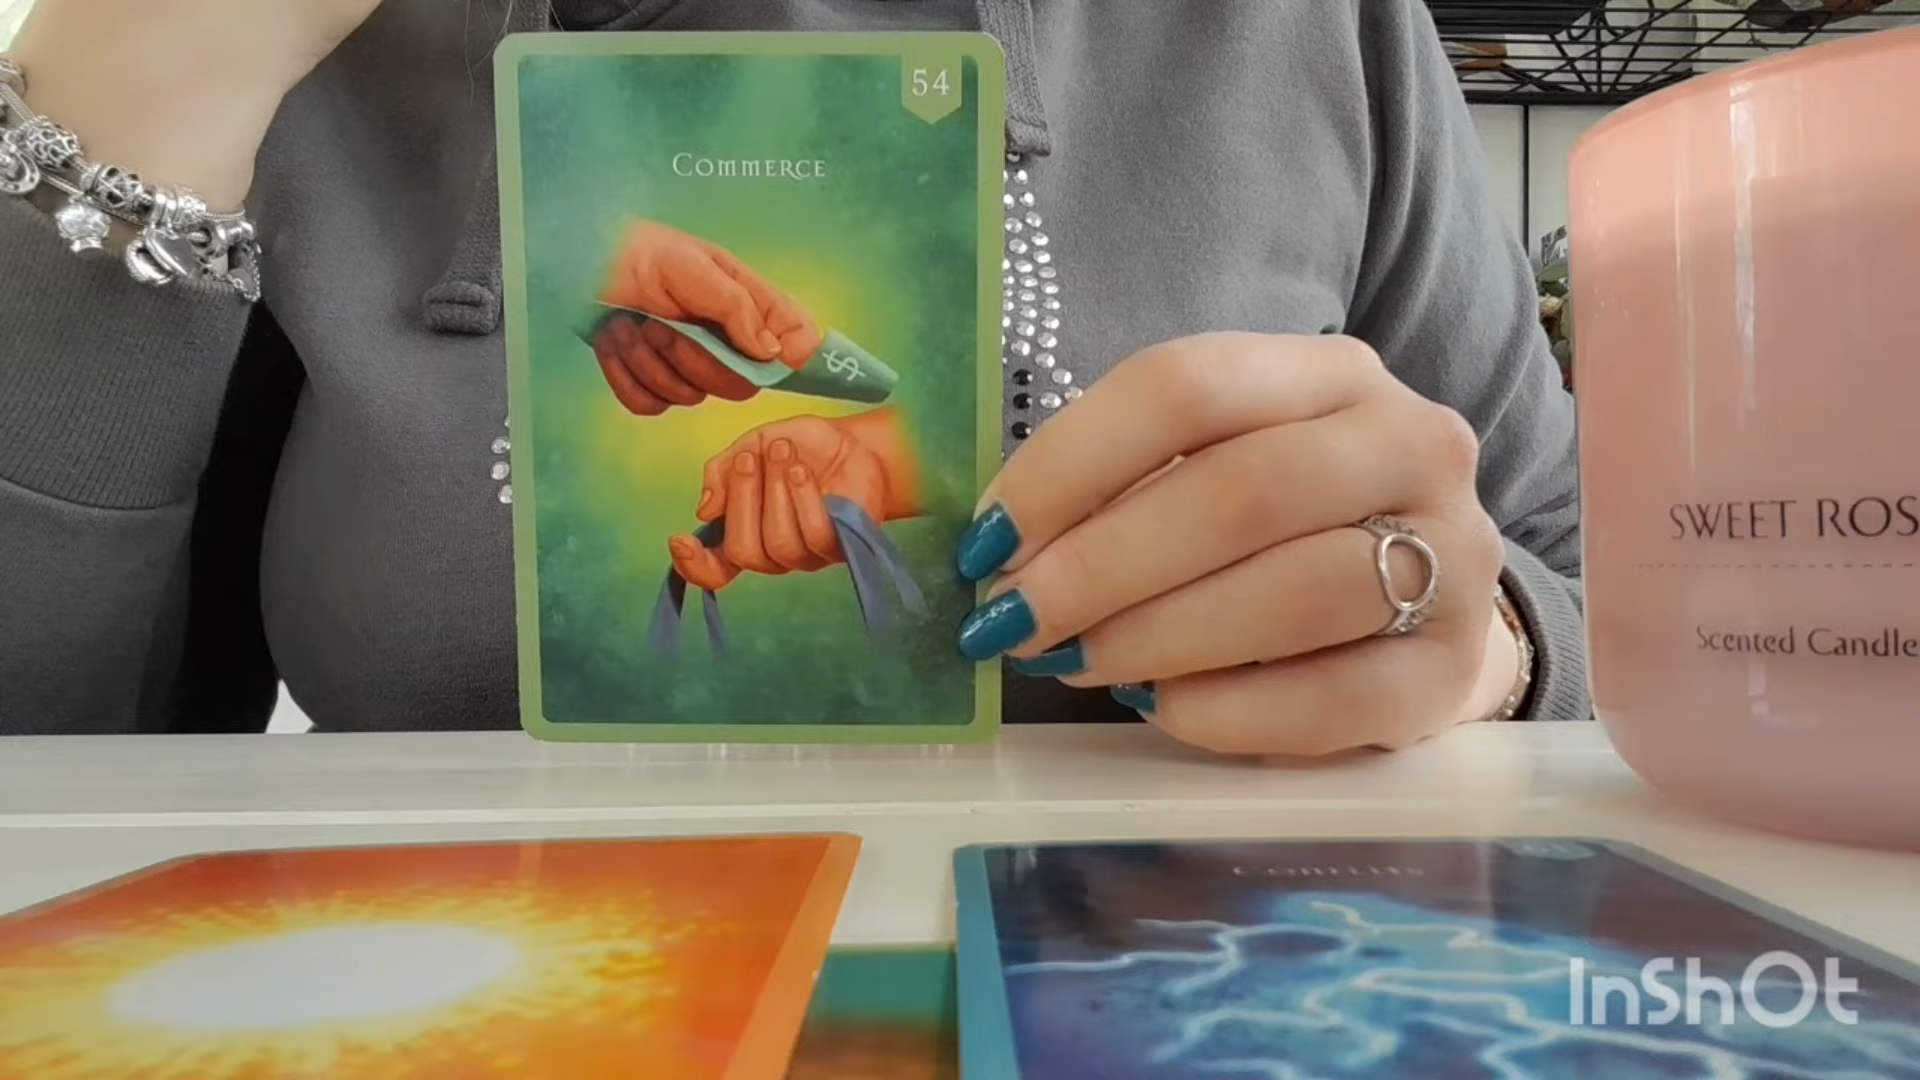 54
Commerce
$
SWEET ROS
Scented Candle
InShOt